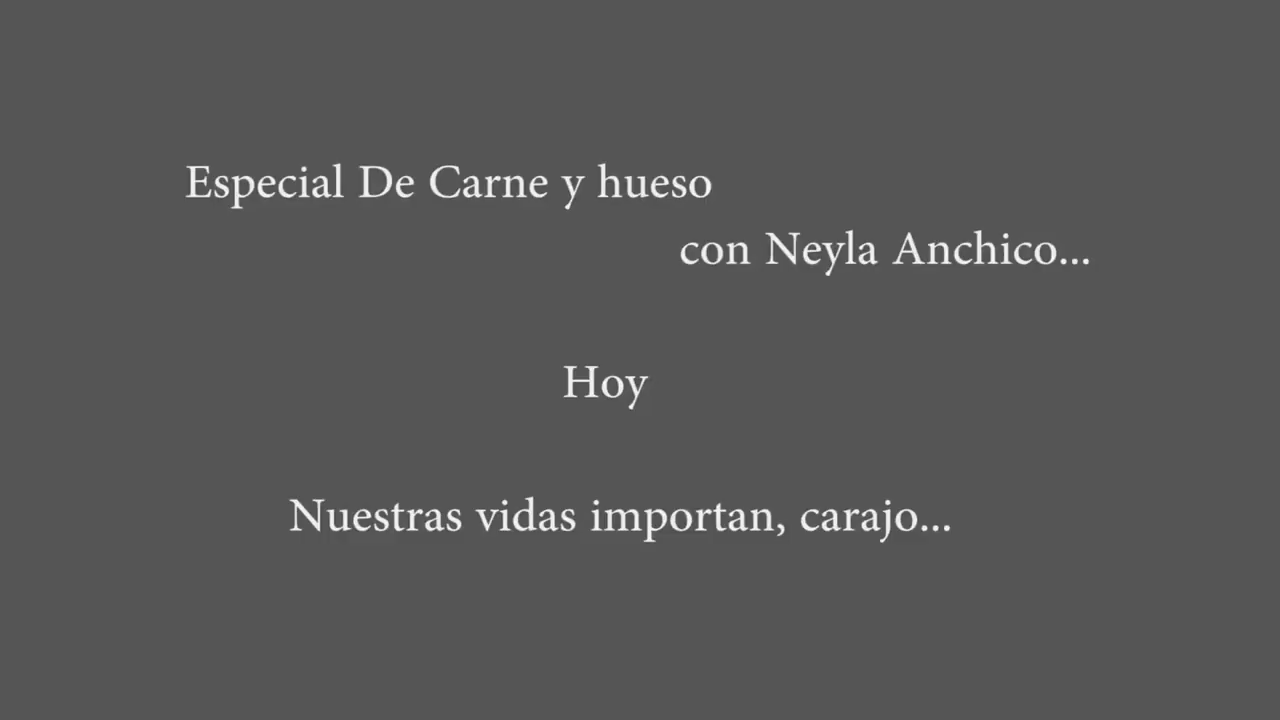 Especial De Carne y hueso
con Neyla Anchico...
Hoy
Nuestras vidas importan, carajo...